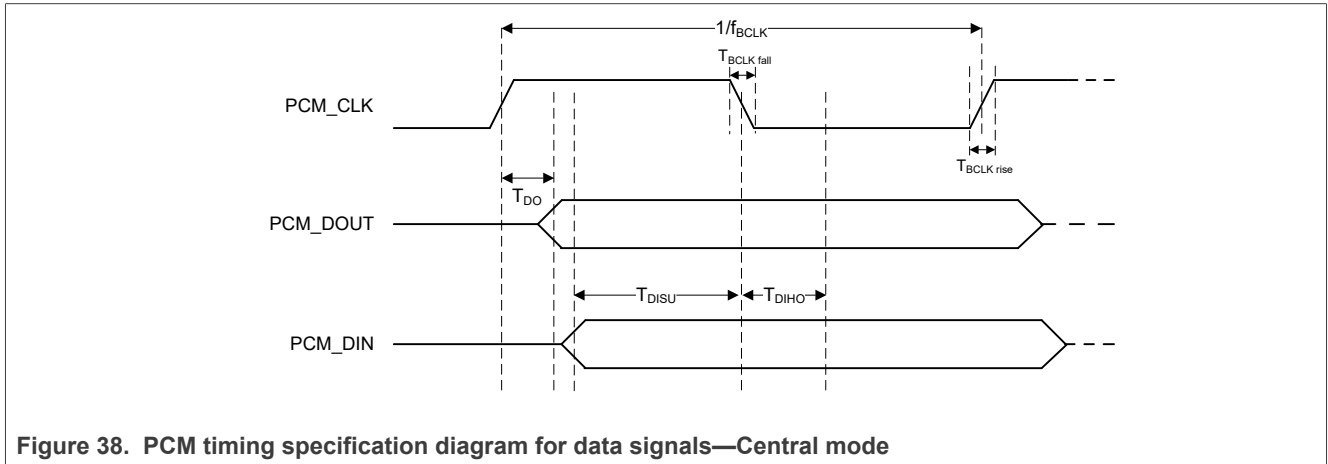 1/fBCLK
TBCLK fall
PCM_CLK
TBCLK rise
TDO
PCM_DOUT
TDISU
TDIHO
PCM_DIN
Figure 38. PCM timing specification diagram for data signals—Central mode